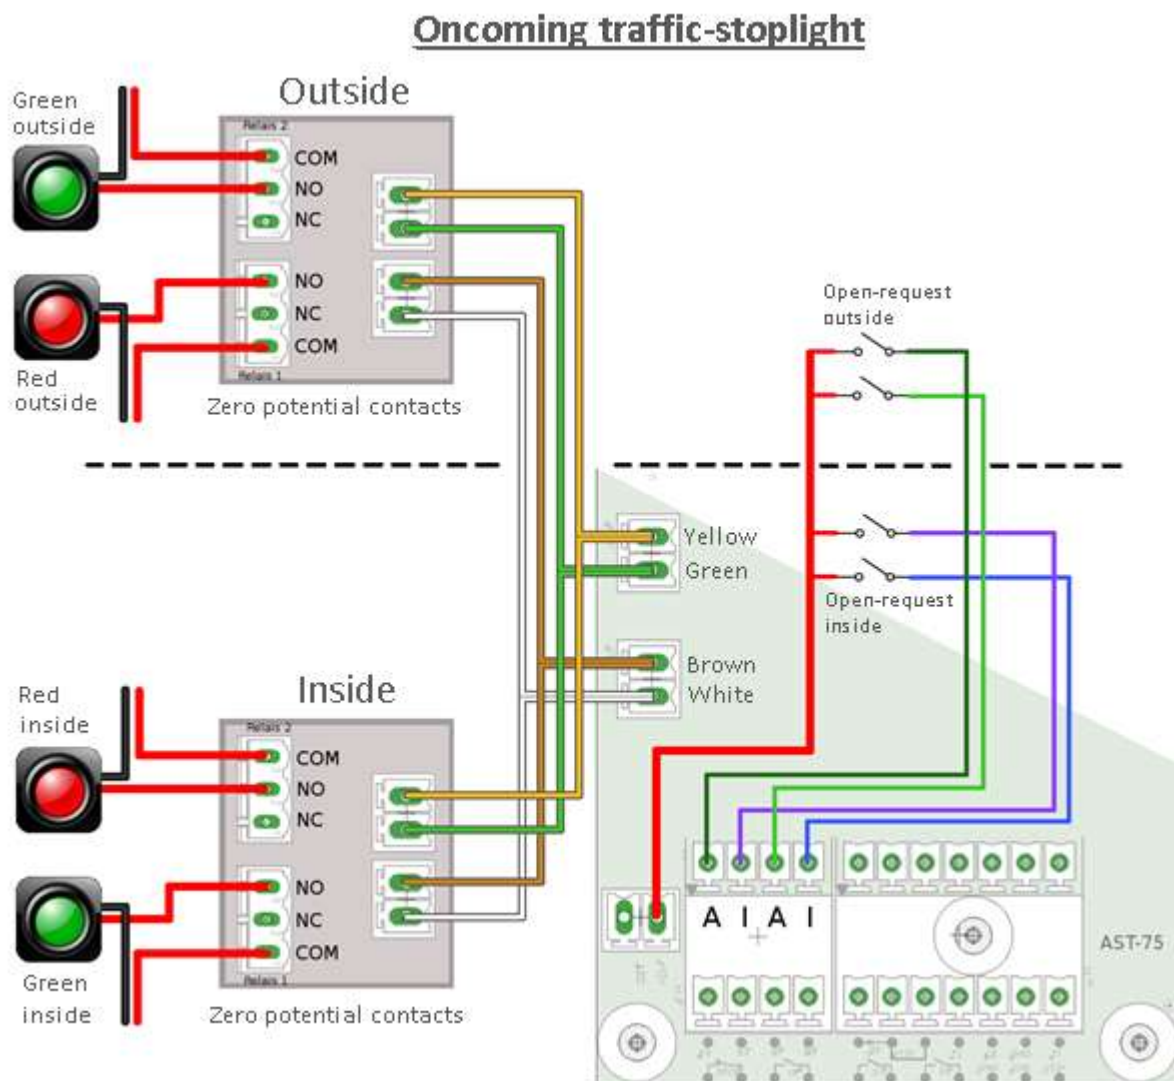 Oncoming traffic-stoplight
Outside
Green
outside
Relais 2
COM
NO
NC
NO
NC
COM
Relais 1
Red
outside
Zero potential contacts
Open-request
outside
Yellow
Green
Open-request
inside
Brown
White
Inside
Red
inside
Relais 2
COM
NO
NC
NO
NC
COM
Relais 1
Green
inside
Zero potential contacts
A I A I
AST-75